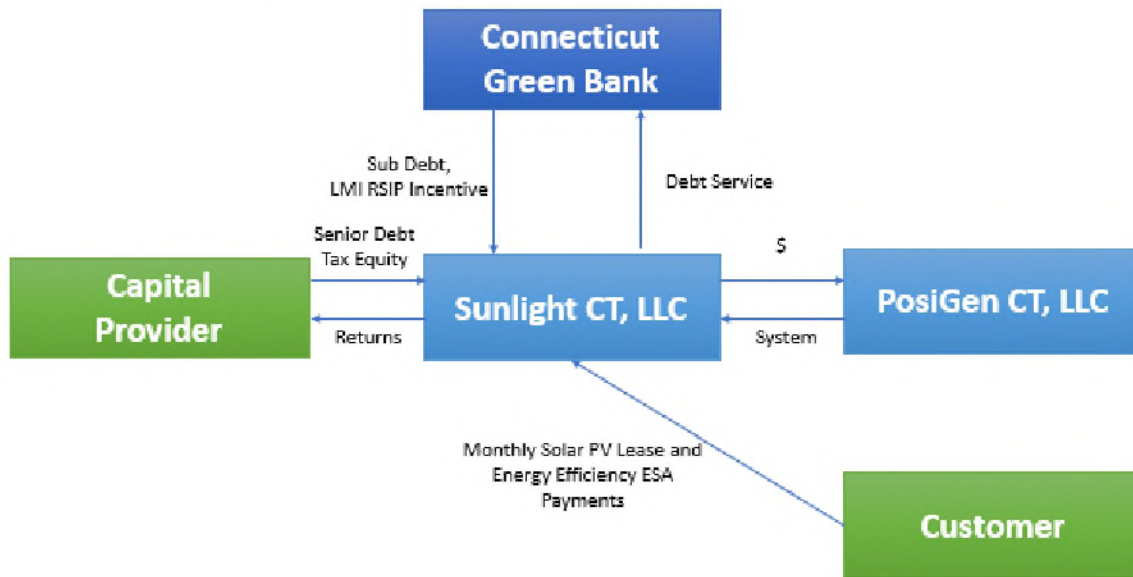 Connecticut
Green Bank
Sub Debt,
LMI RSIP Incentive
Debt Service
Senior Debt
Tax Equity
$
Capital
Provider
Sunlight CT, LLC
PosiGen CT, LLC
Returns
System
Monthly Solar PV Lease and
Energy Efficiency ESA
Payments
Customer